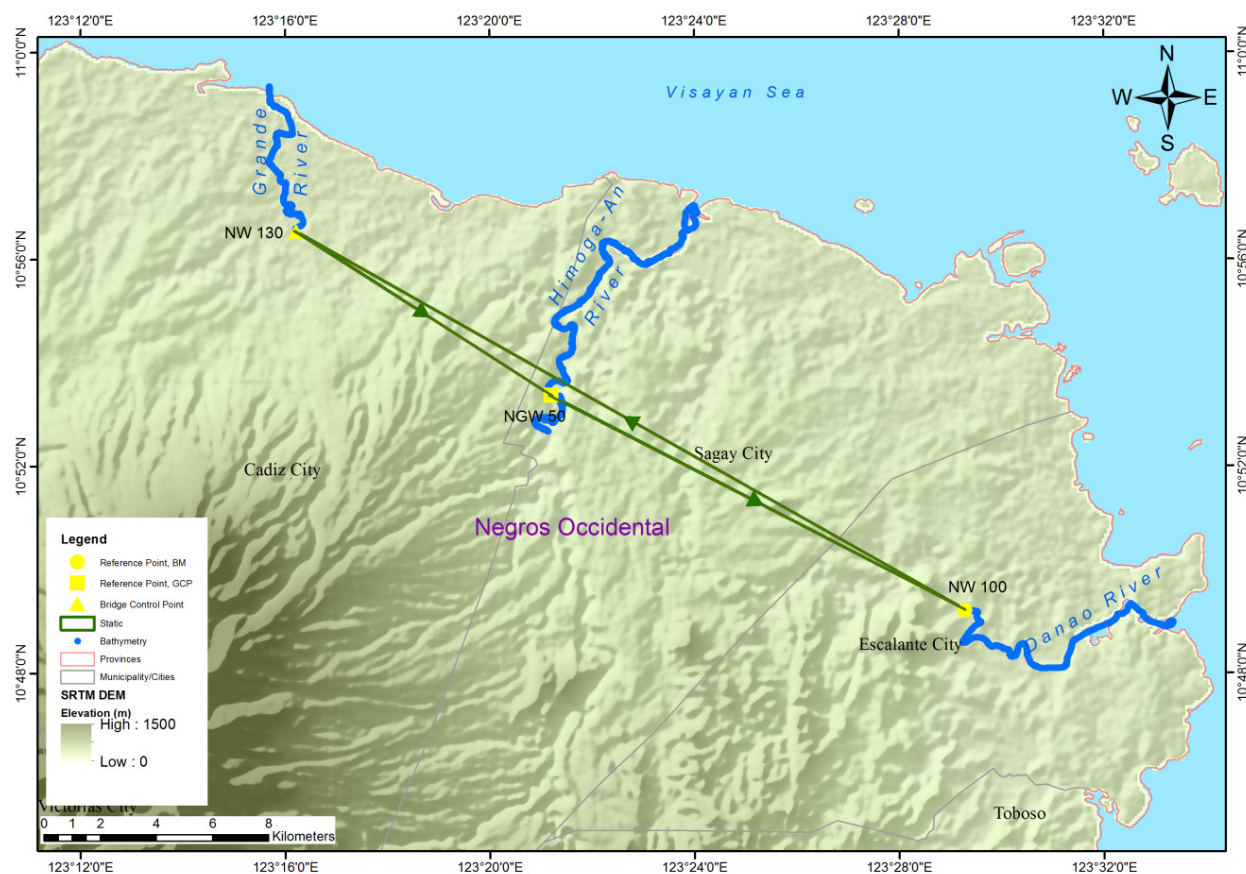 123°12'0"E
123°16'0"E
123°20'0"E
123°24'0"E
123°28'0"E
123°32'0"E
11°0'0"N
11°0'0"N
Visayan Sea
N
W
E
S
Grande
River
Himoga-An
River
NW 130
10°56'0"N
10°56'0"N
NGW 50
Sagay City
Cadiz City
10°52'0"N
10°52'0"N
Negros Occidental
NW 100
Danao River
Escalante City
10°48'0"N
10°48'0"N
Toboso
Victorias City
Legend
Reference Point, BM
Reference Point, GCP
Bridge Control Point
Static
Bathymetry
Provinces
Municipality/Cities
SRTM DEM
Elevation (m)
High : 1500
Low : 0
0 1 2 4 6 8
Kilometers
123°12'0"E
123°16'0"E
123°20'0"E
123°24'0"E
123°28'0"E
123°32'0"E